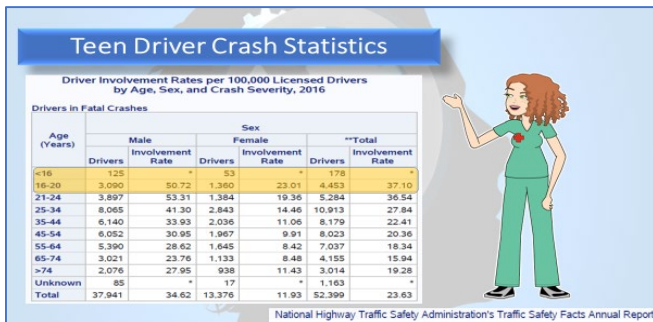 Teen Driver Crash Statistics
Driver Involvement Rates per 100,000 Licensed Drivers
by Age, Sex, and Crash Severity, 2016
Drivers in Fatal Crashes
Age (Years) Sex
Male Female **Total
Drivers Involvement Rate Drivers Involvement Rate Drivers Involvement Rate
<16 125 * 53 * 178 *
16-20 3,090 50.72 1,360 23.01 4,453 37.10
21-24 3,897 53.31 1,384 19.36 5,284 36.54
25-34 8,065 41.30 2,843 14.46 10,913 27.84
35-44 6,140 33.93 2,036 11.06 8,179 22.41
45-54 6,052 30.95 1,967 9.91 8,023 20.36
55-64 5,390 28.62 1,645 8.42 7,037 18.34
65-74 3,021 23.76 1,133 8.48 4,155 15.94
>74 2,076 27.95 938 11.43 3,014 19.28
Unknown 85 * 17 * 1,163 *
Total 37,941 34.62 13,376 11.93 52,399 23.63
National Highway Traffic Safety Administration's Traffic Safety Facts Annual Report